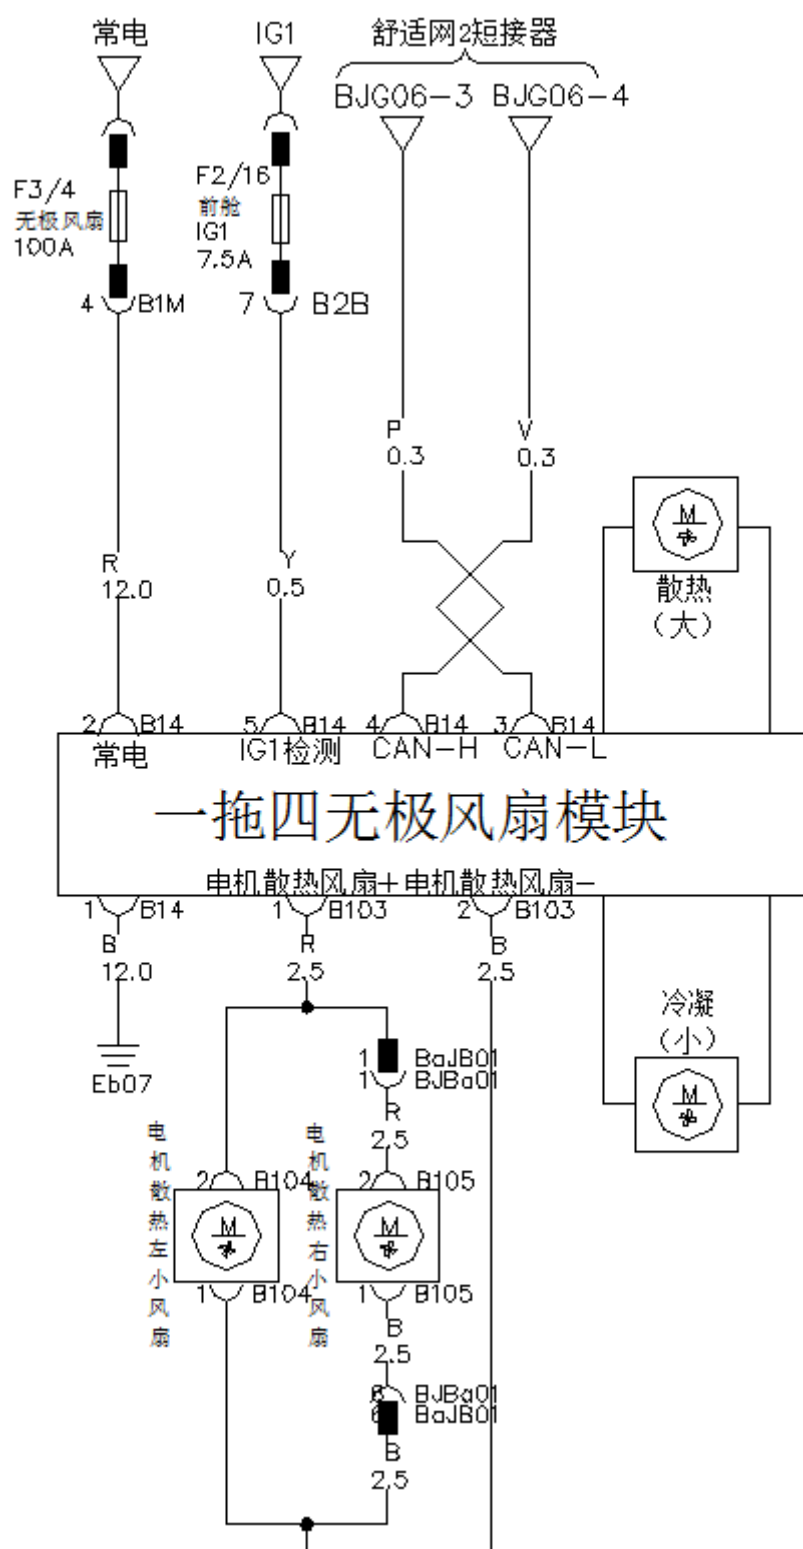 常电
IG1
舒适网2短接器
BJG06-3
BJG06-4
F3/4
无极风扇
100A
F2/16
前舱
IG1
7.5A
4
B1M
7
B2B
P
0.3
V
0.3
R
12.0
Y
0.5
M
散热
(大)
2
B14
5
B14
4
B14
3
B14
常电
IG1检测
CAN-H
CAN-L
一拖四无极风扇模块
电机散热风扇+
电机散热风扇-
1
B14
1
B103
2
B103
B
12.0
R
2.5
B
2.5
Eb07
冷凝
(小)
M
1
BaJB01
1
BJBa01
R
2.5
电机散热左小风扇
2
B104
M
1
B104
电机散热右小风扇
2
B105
M
1
B105
B
2.5
6
BJBa01
6
BaJB01
B
2.5